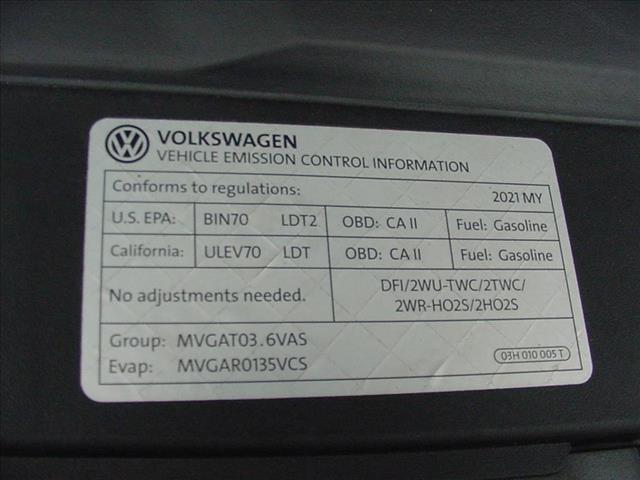 VOLKSWAGEN
VEHICLE EMISSION CONTROL INFORMATION
Conforms to regulations: 2021 MY
U.S. EPA: BIN70 LDT2 OBD: CA II Fuel: Gasoline
California: ULEV70 LDT OBD: CA II Fuel: Gasoline
No adjustments needed. DFI/2WU-TWC/2TWC/
2WR-HO2S/2HO2S
Group: MVGAT03.6VAS
Evap: MVGAR0135VCS 03H 010 005 T